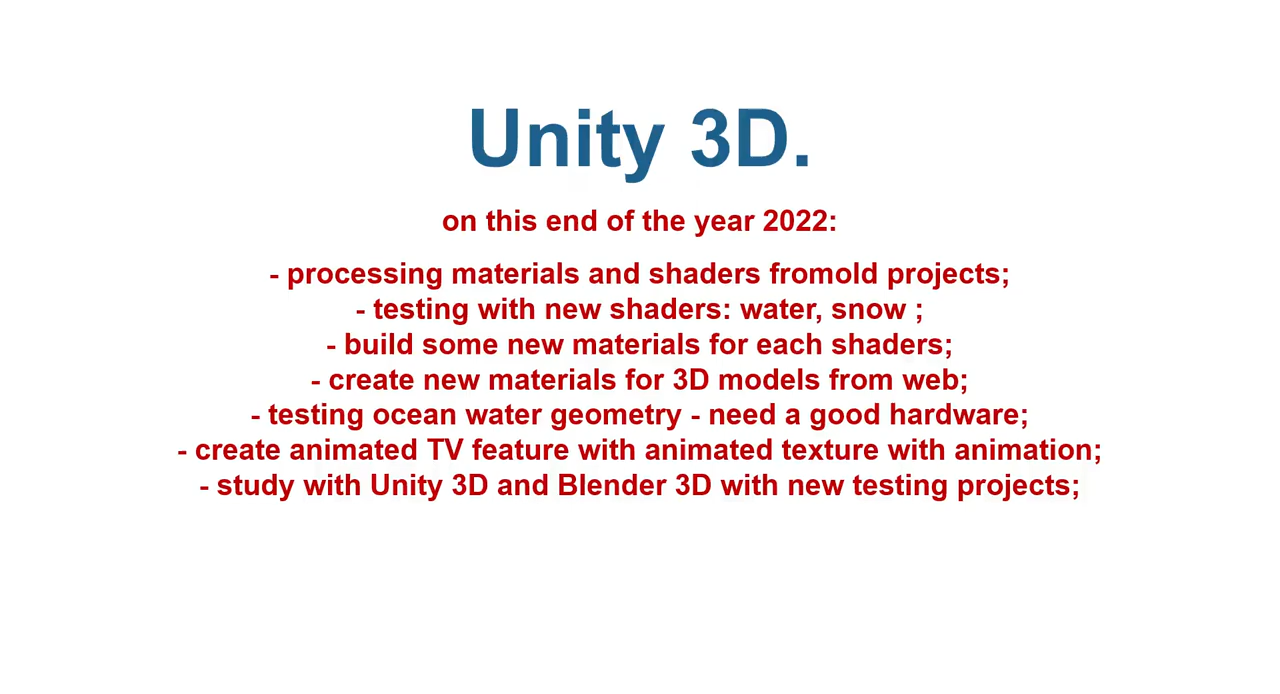 Unity 3D.
on this end of the year 2022:
- processing materials and shaders fromold projects;
- testing with new shaders: water, snow ;
- build some new materials for each shaders;
- create new materials for 3D models from web;
- testing ocean water geometry - need a good hardware;
- create animated TV feature with animated texture with animation;
- study with Unity 3D and Blender 3D with new testing projects;